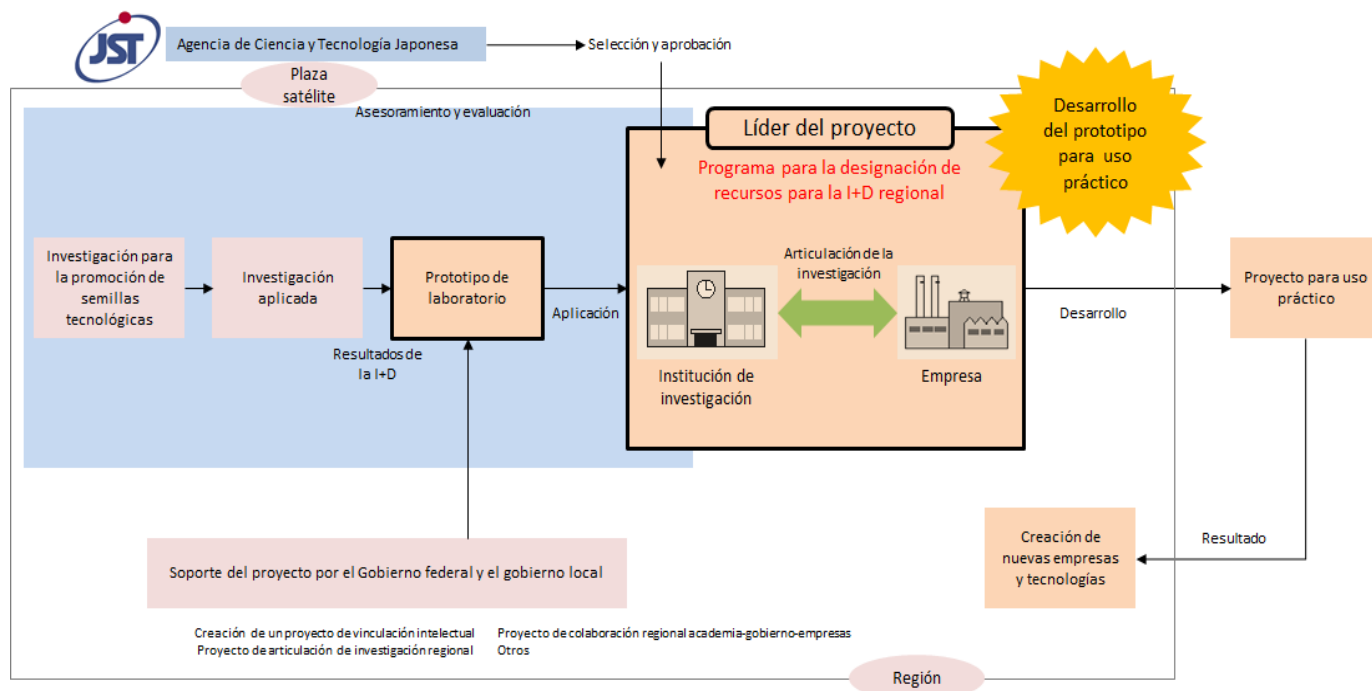 JST
Agencia de Ciencia y Tecnología Japonesa
Selección y aprobación
Plaza
satélite
Asesoramiento y evaluación
Líder del proyecto
Programa para la designación de
recursos para la I+D regional
Desarrollo
del prototipo
para uso
práctico
Investigación para
la promoción de
semillas
tecnológicas
Investigación
aplicada
Prototipo de
laboratorio
Aplicación
Articulación de la
investigación
Desarrollo
Proyecto para uso
práctico
Resultados de
la I+D
Institución de
investigación
Empresa
Creación de
nuevas empresas
y tecnologías
Resultado
Soporte del proyecto por el Gobierno federal y el gobierno local
Creación de un proyecto de vinculación intelectual
Proyecto de colaboración regional academia-gobierno-empresas
Proyecto de articulación de investigación regional
Otros
Región